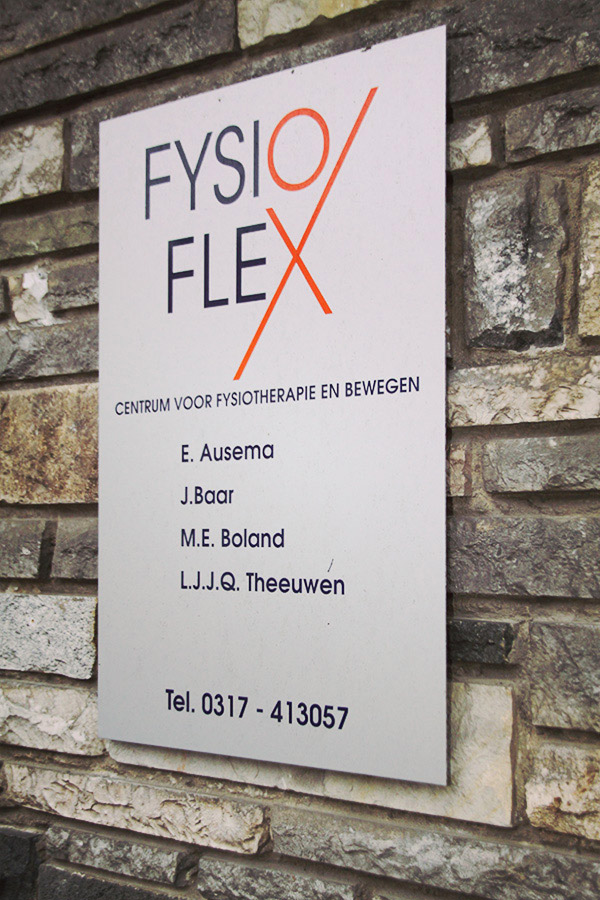 FYSIO
FLEX
CENTRUM VOOR FYSIOTHERAPIE EN BEWEGEN
E. Ausema
J.Baar
M.E. Boland
L.J.J.Q. Theeuwen
Tel. 0317 - 413057